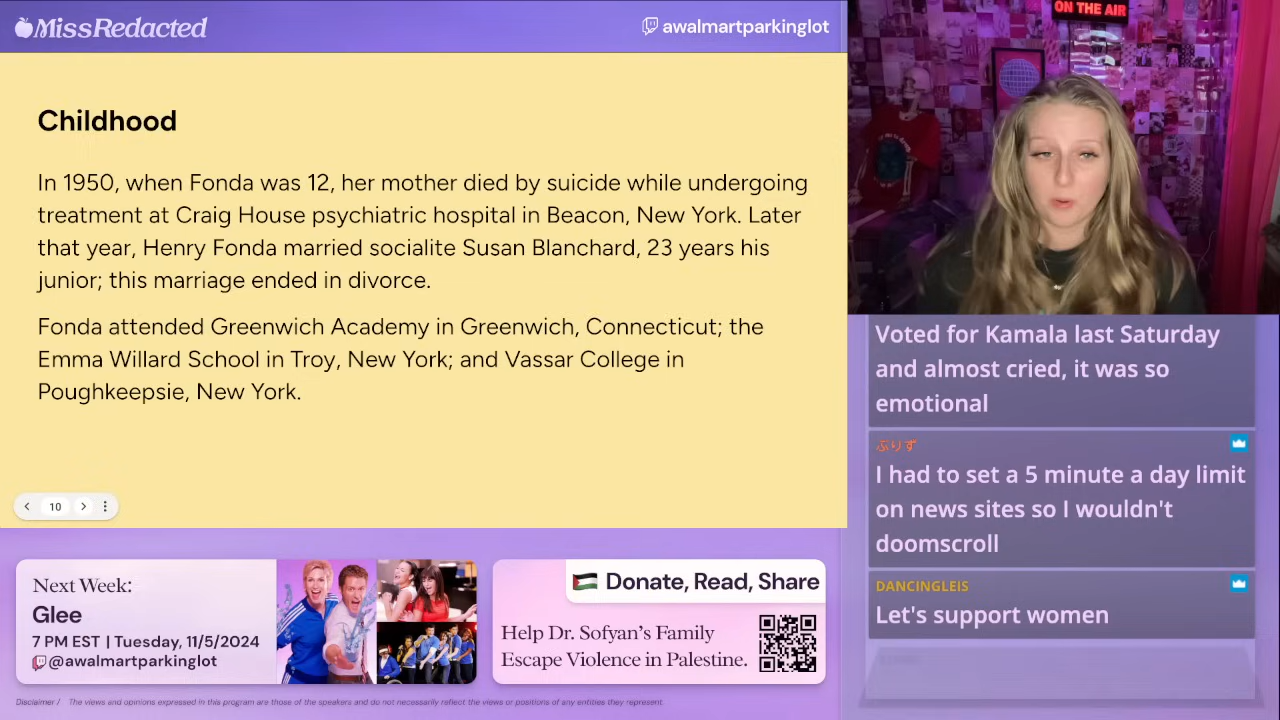 MissRedacted
awalmartparkinglot
ON THE AIR
Childhood
In 1950, when Fonda was 12, her mother died by suicide while undergoing
treatment at Craig House psychiatric hospital in Beacon, New York. Later
that year, Henry Fonda married socialite Susan Blanchard, 23 years his
junior; this marriage ended in divorce.
Fonda attended Greenwich Academy in Greenwich, Connecticut; the
Emma Willard School in Troy, New York; and Vassar College in
Poughkeepsie, New York.
10
Voted for Kamala last Saturday
and almost cried, it was so
emotional
ぷりず
I had to set a 5 minute a day limit
on news sites so I wouldn't
doomscroll
DANCINGLEIS
Let's support women
Next Week:
Glee
7 PM EST | Tuesday, 11/5/2024
@awalmartparkinglot
Donate, Read, Share
Help Dr. Sofyan's Family
Escape Violence in Palestine.
Disclaimer / The views and opinions expressed in this program are those of the speakers and do not necessarily reflect the views or positions of any entities they represent.